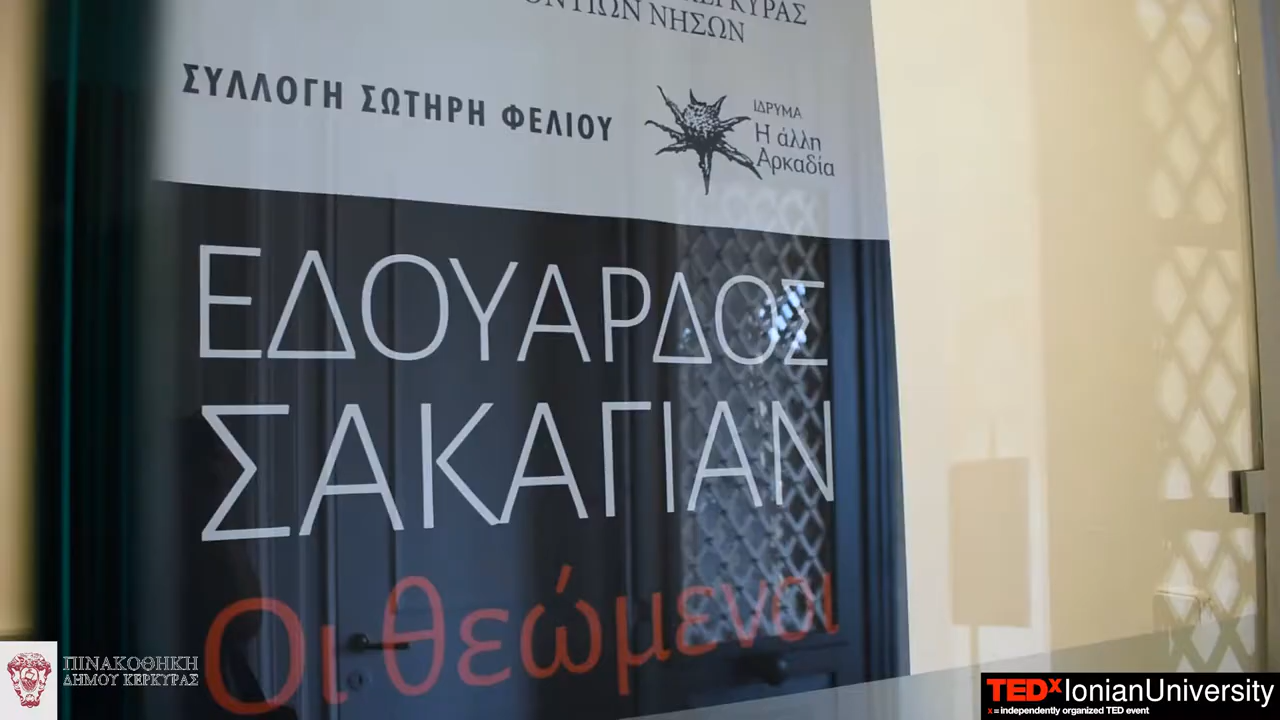 ΝΗΣΩΝ
ΣΥΛΛΟΓΗ ΣΩΤΗΡΗ ΦΕΛΙΟΥ
ΙΔΡΥΜΑ
Η άλλη
Αρκαδία
ΕΔΟΥΑΡΔΟΣ
ΣΑΚΑΓΙΑΝ
Οι θεώμενοι
ΠΙΝΑΚΟΘΗΚΗ
ΔΗΜΟΥ ΚΕΡΚΥΡΑΣ
TEDxIonianUniversity
x = independently organized TED event